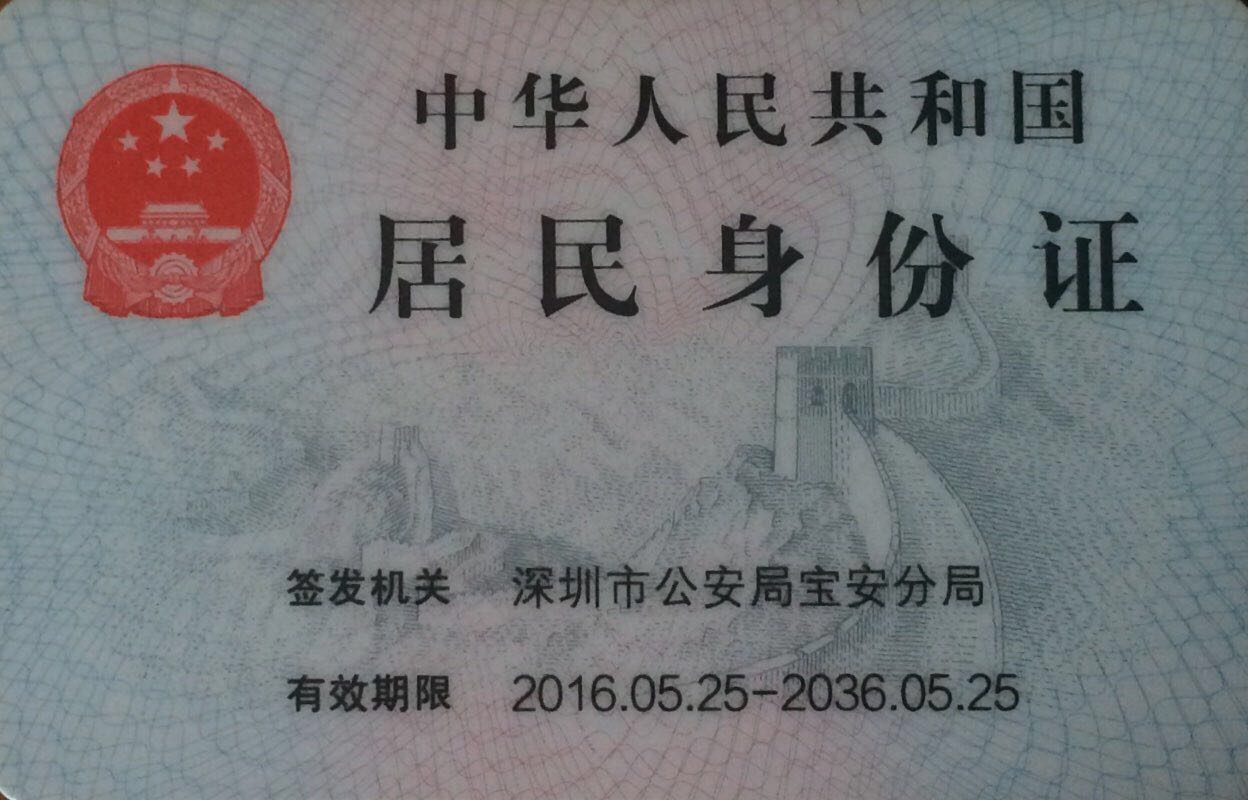 中华人民共和国
居民身份证
签发机关 深圳市公安局宝安分局
有效期限 2016.05.25-2036.05.25